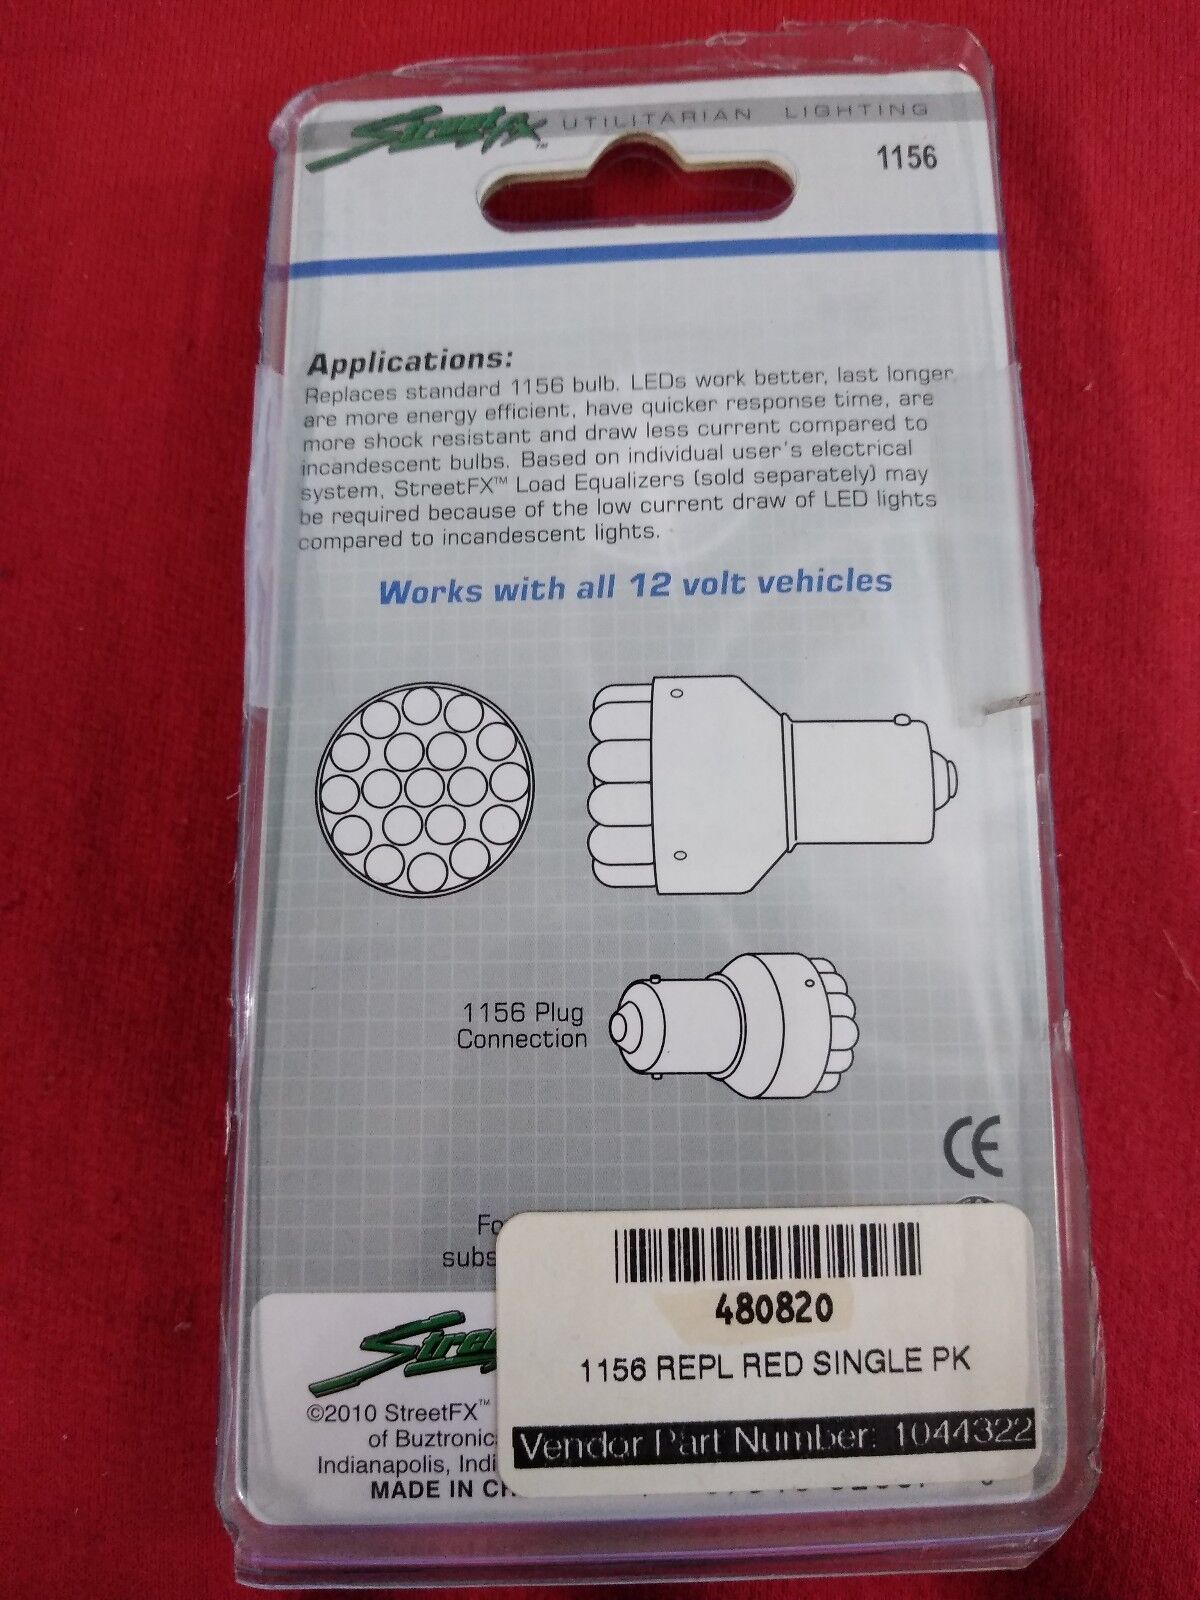 StreetFX™ UTILITARIAN LIGHTING
1156
Applications:
Replaces standard 1156 bulb. LEDs work better, last longer,
are more energy efficient, have quicker response time, are
more shock resistant and draw less current compared to
incandescent bulbs. Based on individual user's electrical
system, StreetFX™ Load Equalizers (sold separately) may
be required because of the low current draw of LED lights
compared to incandescent lights.
Works with all 12 volt vehicles
1156 Plug
Connection
CE
480820
1156 REPL RED SINGLE PK
Vendor Part Number: 1044322
©2010 StreetFX™
of Buztronic
Indianapolis, Indi
MADE IN CH